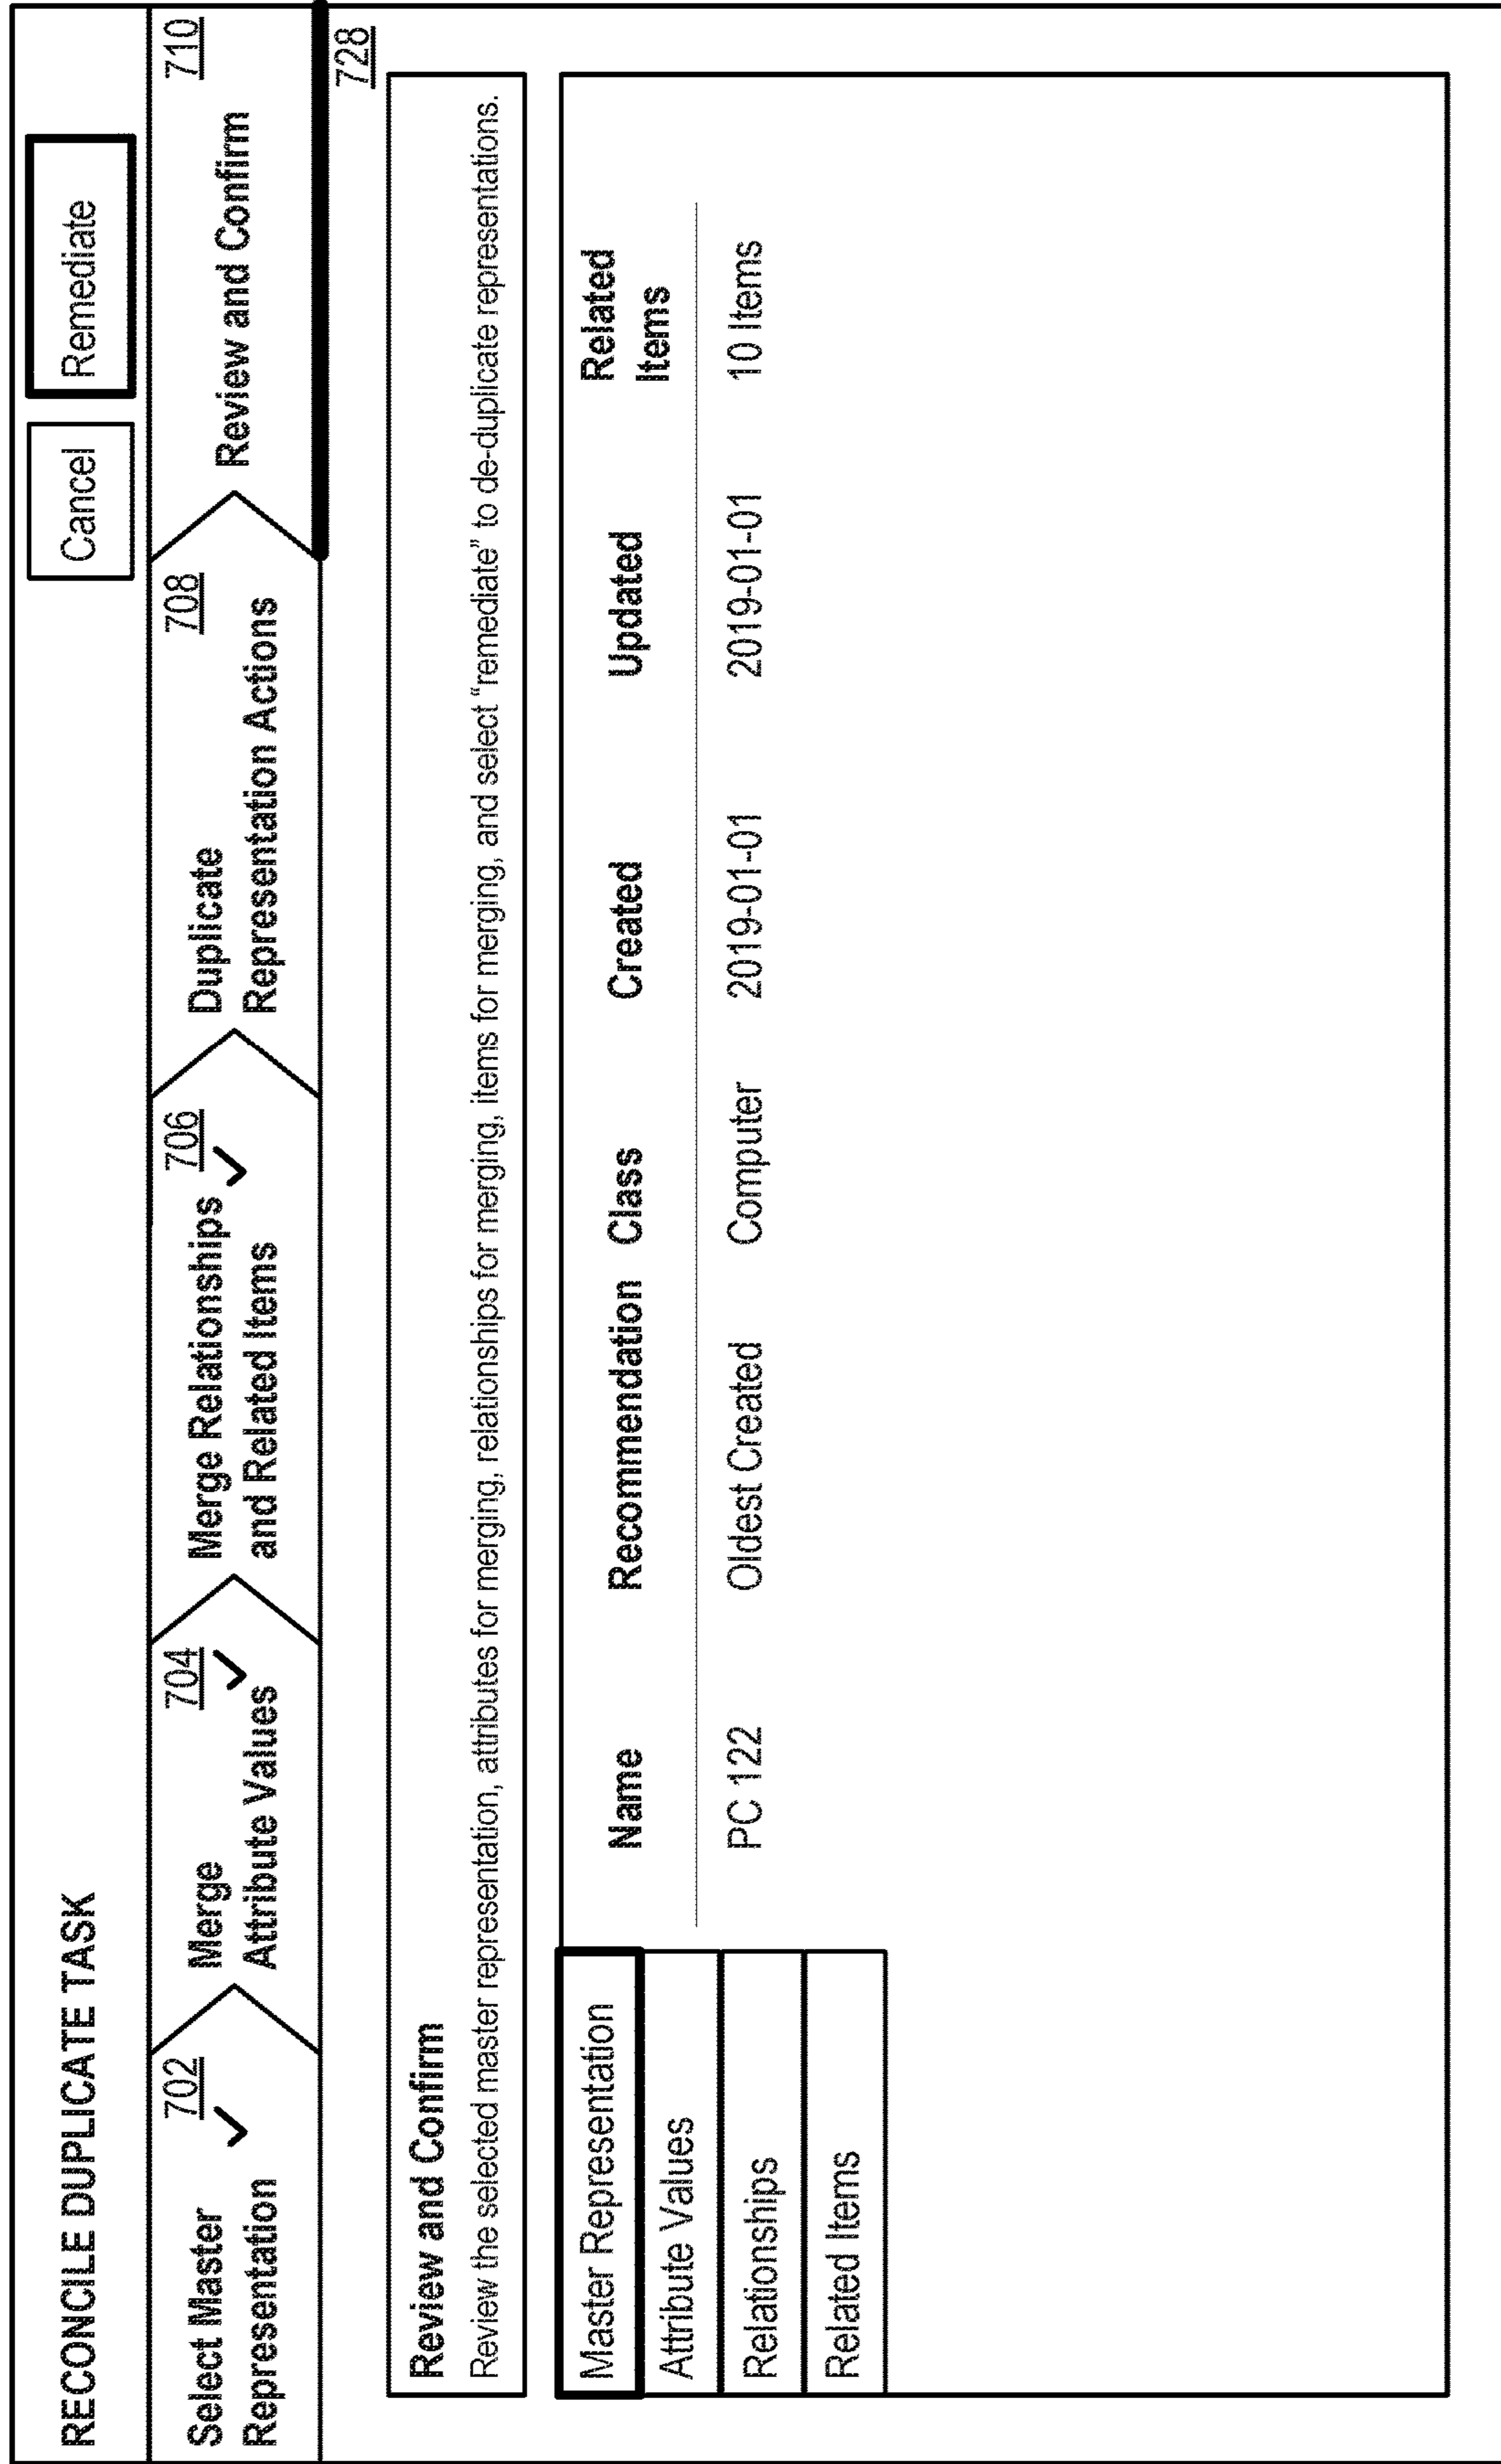 RECONCILE DUPLICATE TASK
Cancel
Remediate
Select Master
Representation
702
Merge
Attribute Values
704
Merge Relationships
and Related Items
706
Duplicate
Representation Actions
708
Review and Confirm
710
728
Review and Confirm
Review the selected master representation, attributes for merging, relationships for merging, items for merging, and select “remediate” to de-duplicate representations.
Master Representation
Attribute Values
Relationships
Related Items
Name Recommendation Class Created Updated Related
Items
PC 122 Oldest Created Computer 2019-01-01 2019-01-01 10 Items